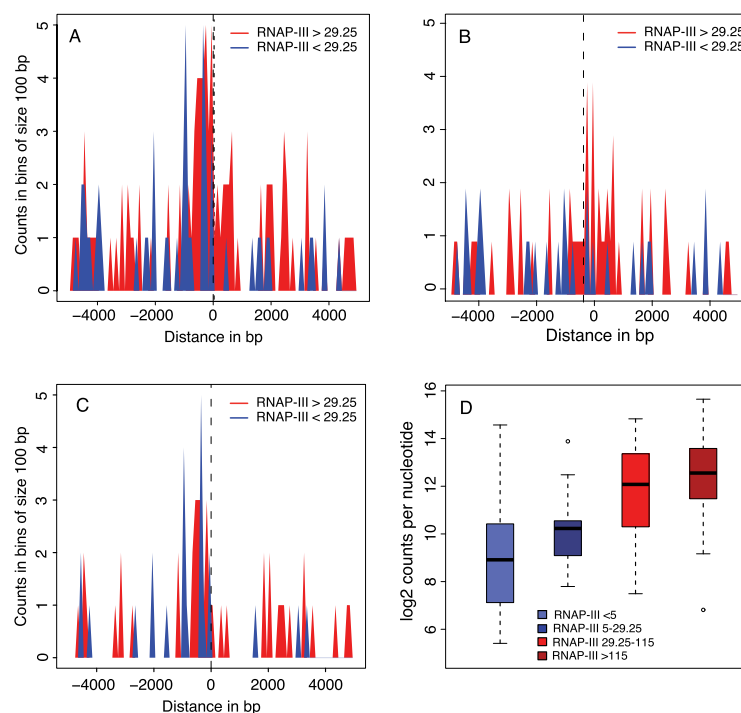 A
RNAP-III > 29.25
RNAP-III < 29.25
Counts in bins of size 100 bp
0
1
2
3
4
5
−4000
−2000
0
2000
4000
Distance in bp
B
RNAP-III > 29.25
RNAP-III < 29.25
0
1
2
3
4
5
−4000
−2000
0
2000
4000
Distance in bp
C
RNAP-III > 29.25
RNAP-III < 29.25
Counts in bins of size 100 bp
0
1
2
3
4
5
−4000
−2000
0
2000
4000
Distance in bp
D
log2 counts per nucleotide
6
8
10
12
14
16
RNAP-III <5
RNAP-III 5-29.25
RNAP-III 29.25-115
RNAP-III >115